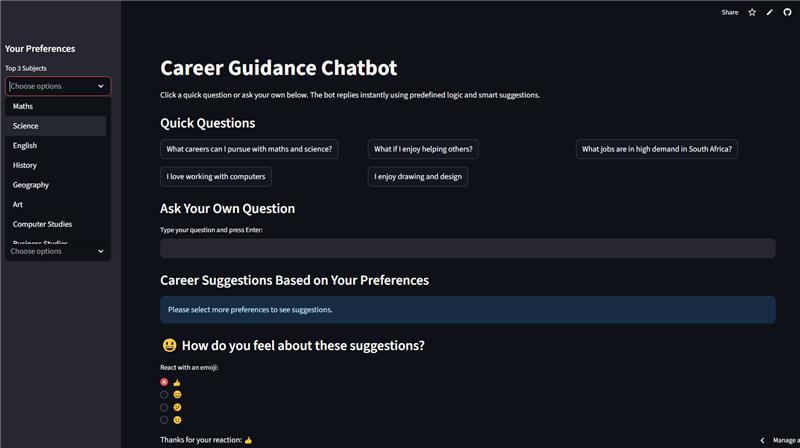 Share
Your Preferences
Top 3 Subjects
Choose options
Maths
Science
English
History
Geography
Art
Computer Studies
Business Studies
Choose options
Career Guidance Chatbot
Click a quick question or ask your own below. The bot replies instantly using predefined logic and smart suggestions.
Quick Questions
What careers can I pursue with maths and science?
What if I enjoy helping others?
What jobs are in high demand in South Africa?
I love working with computers
I enjoy drawing and design
Ask Your Own Question
Type your question and press Enter:
Career Suggestions Based on Your Preferences
Please select more preferences to see suggestions.
😃 How do you feel about these suggestions?
React with an emoji:
Thanks for your reaction: 👍
Manage a